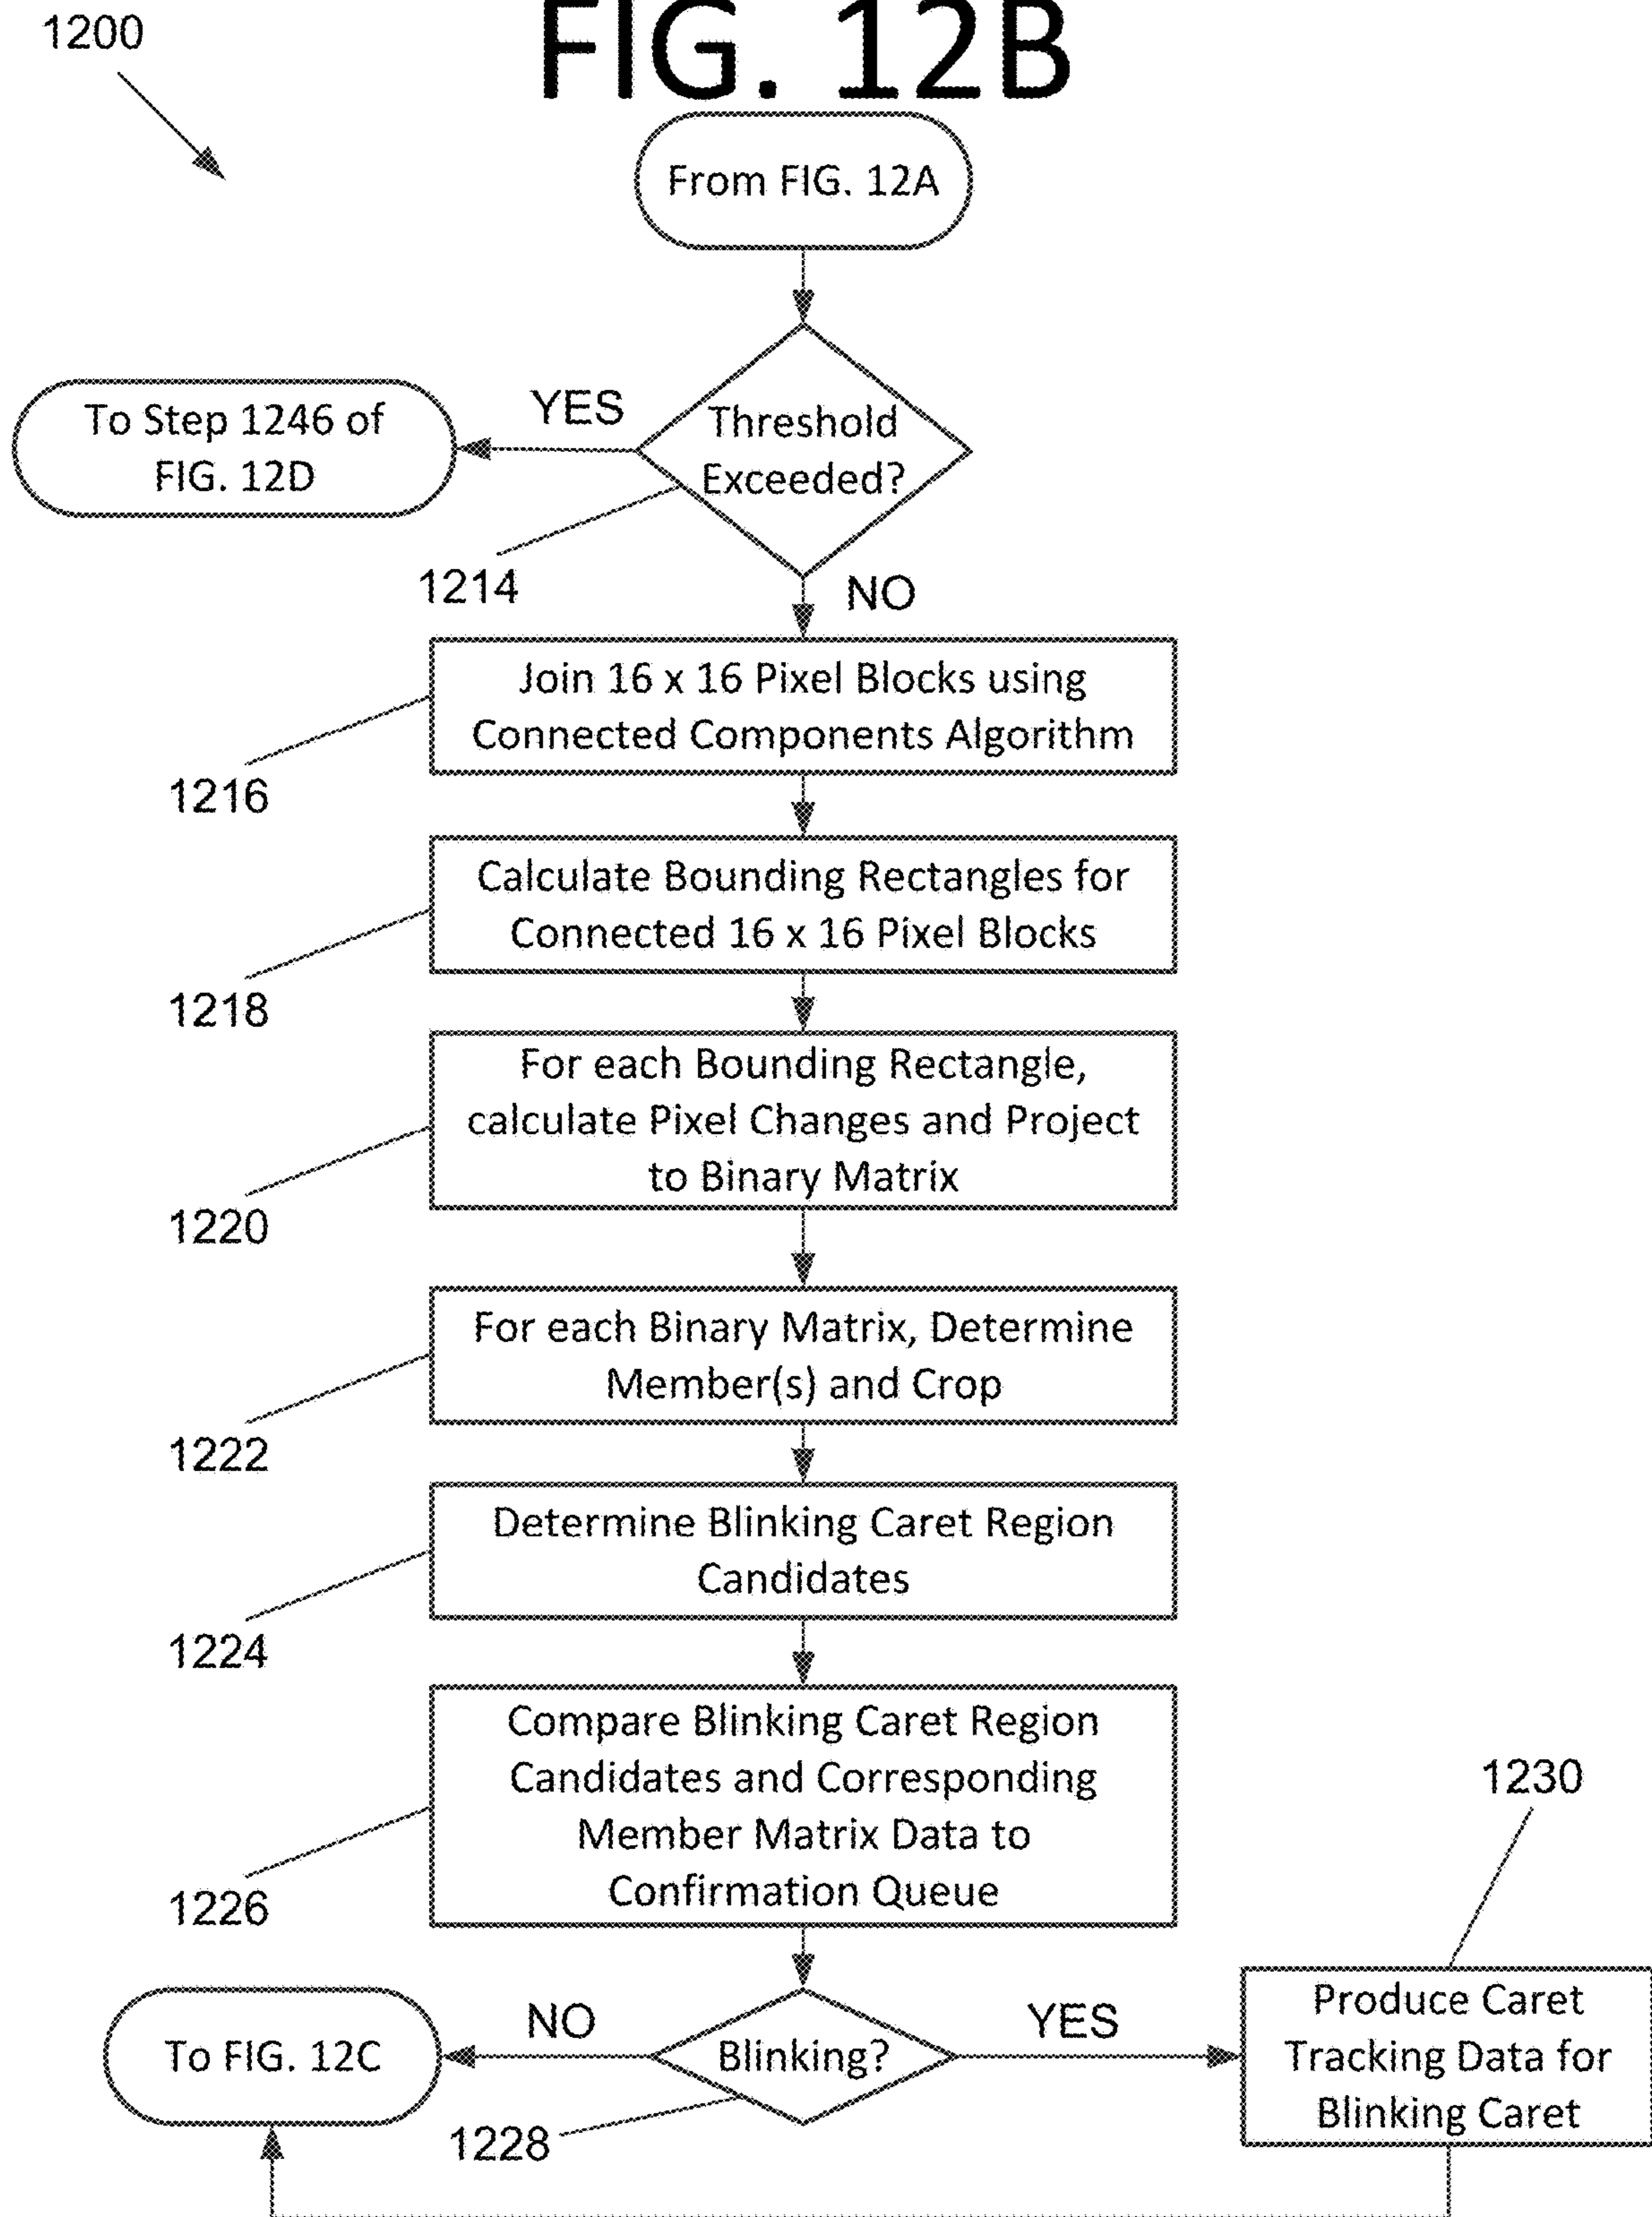 1200
FIG. 12B
From FIG. 12A
Threshold
Exceeded?
YES
To Step 1246 of
FIG. 12D
1214
NO
Join 16 x 16 Pixel Blocks using
Connected Components Algorithm
1216
Calculate Bounding Rectangles for
Connected 16 x 16 Pixel Blocks
1218
For each Bounding Rectangle,
calculate Pixel Changes and Project
to Binary Matrix
1220
For each Binary Matrix, Determine
Member(s) and Crop
1222
Determine Blinking Caret Region
Candidates
1224
Compare Blinking Caret Region
Candidates and Corresponding
Member Matrix Data to
Confirmation Queue
1226
Blinking?
1228
NO
To FIG. 12C
YES
1230
Produce Caret
Tracking Data for
Blinking Caret